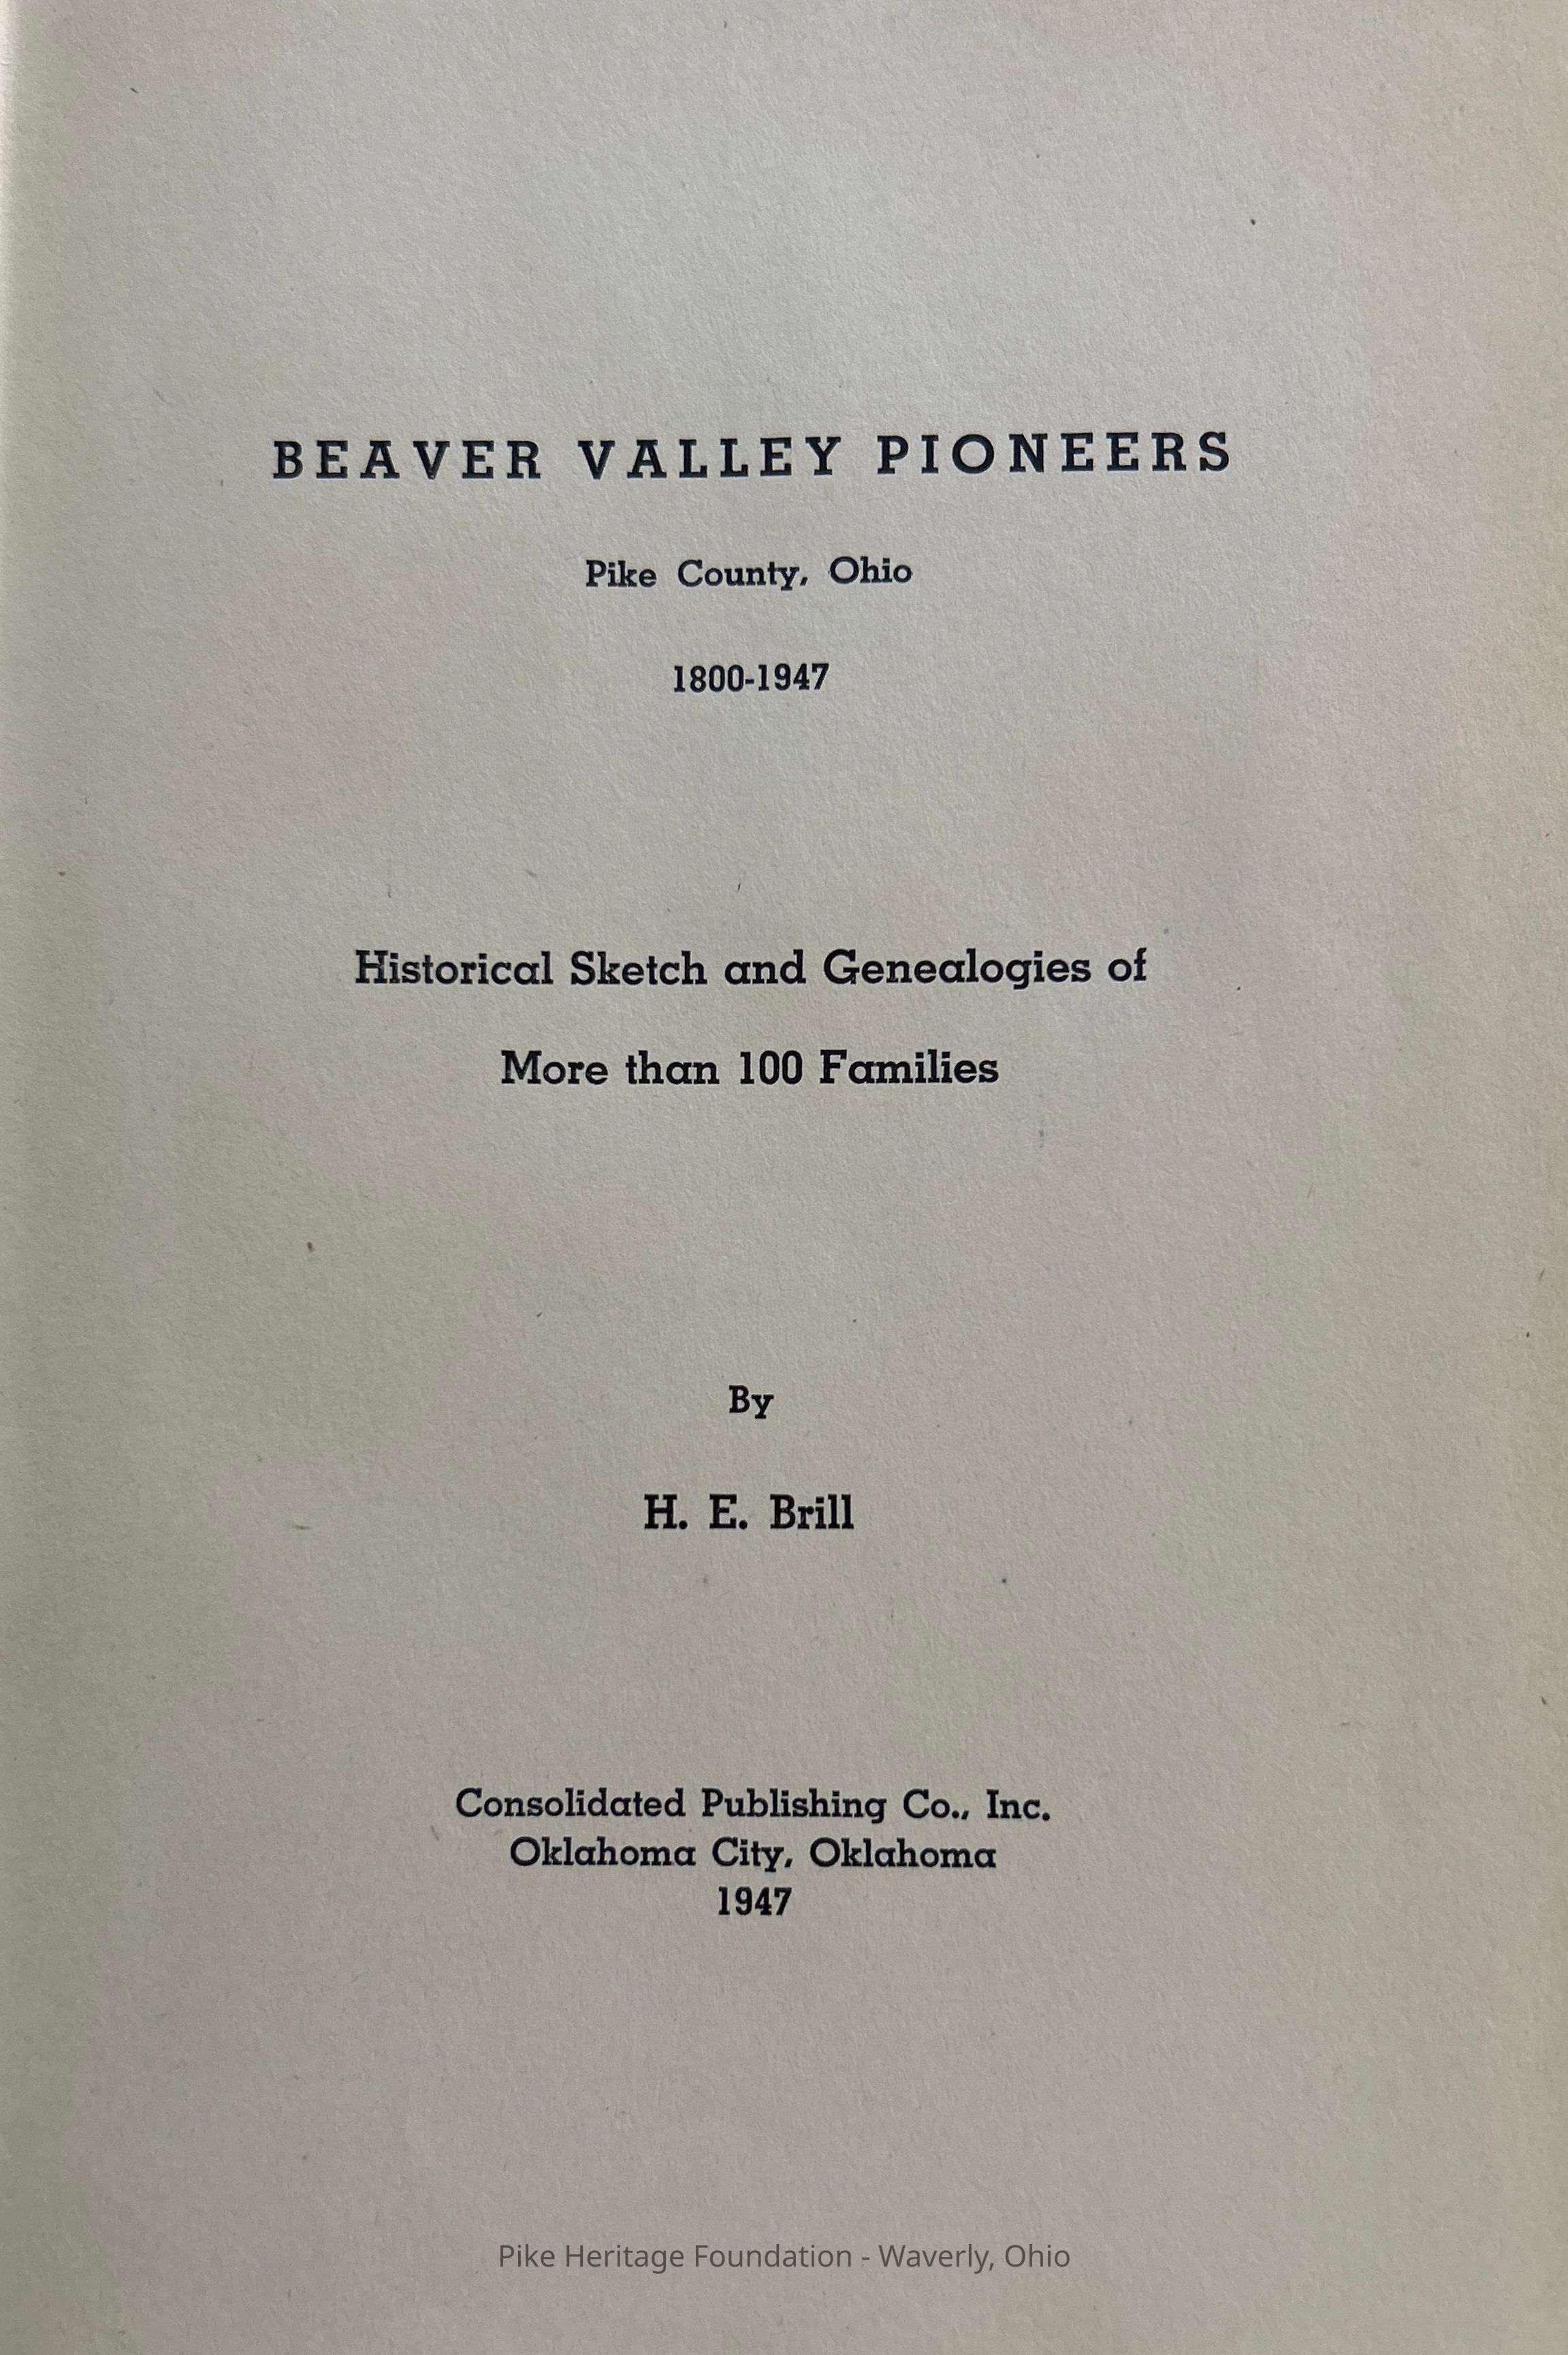 BEAVER VALLEY PIONEERS
Pike County, Ohio
1800-1947
Historical Sketch and Genealogies of
More than 100 Families
By
H. E. Brill
Consolidated Publishing Co., Inc.
Oklahoma City, Oklahoma
1947
Pike Heritage Foundation - Waverly, Ohio